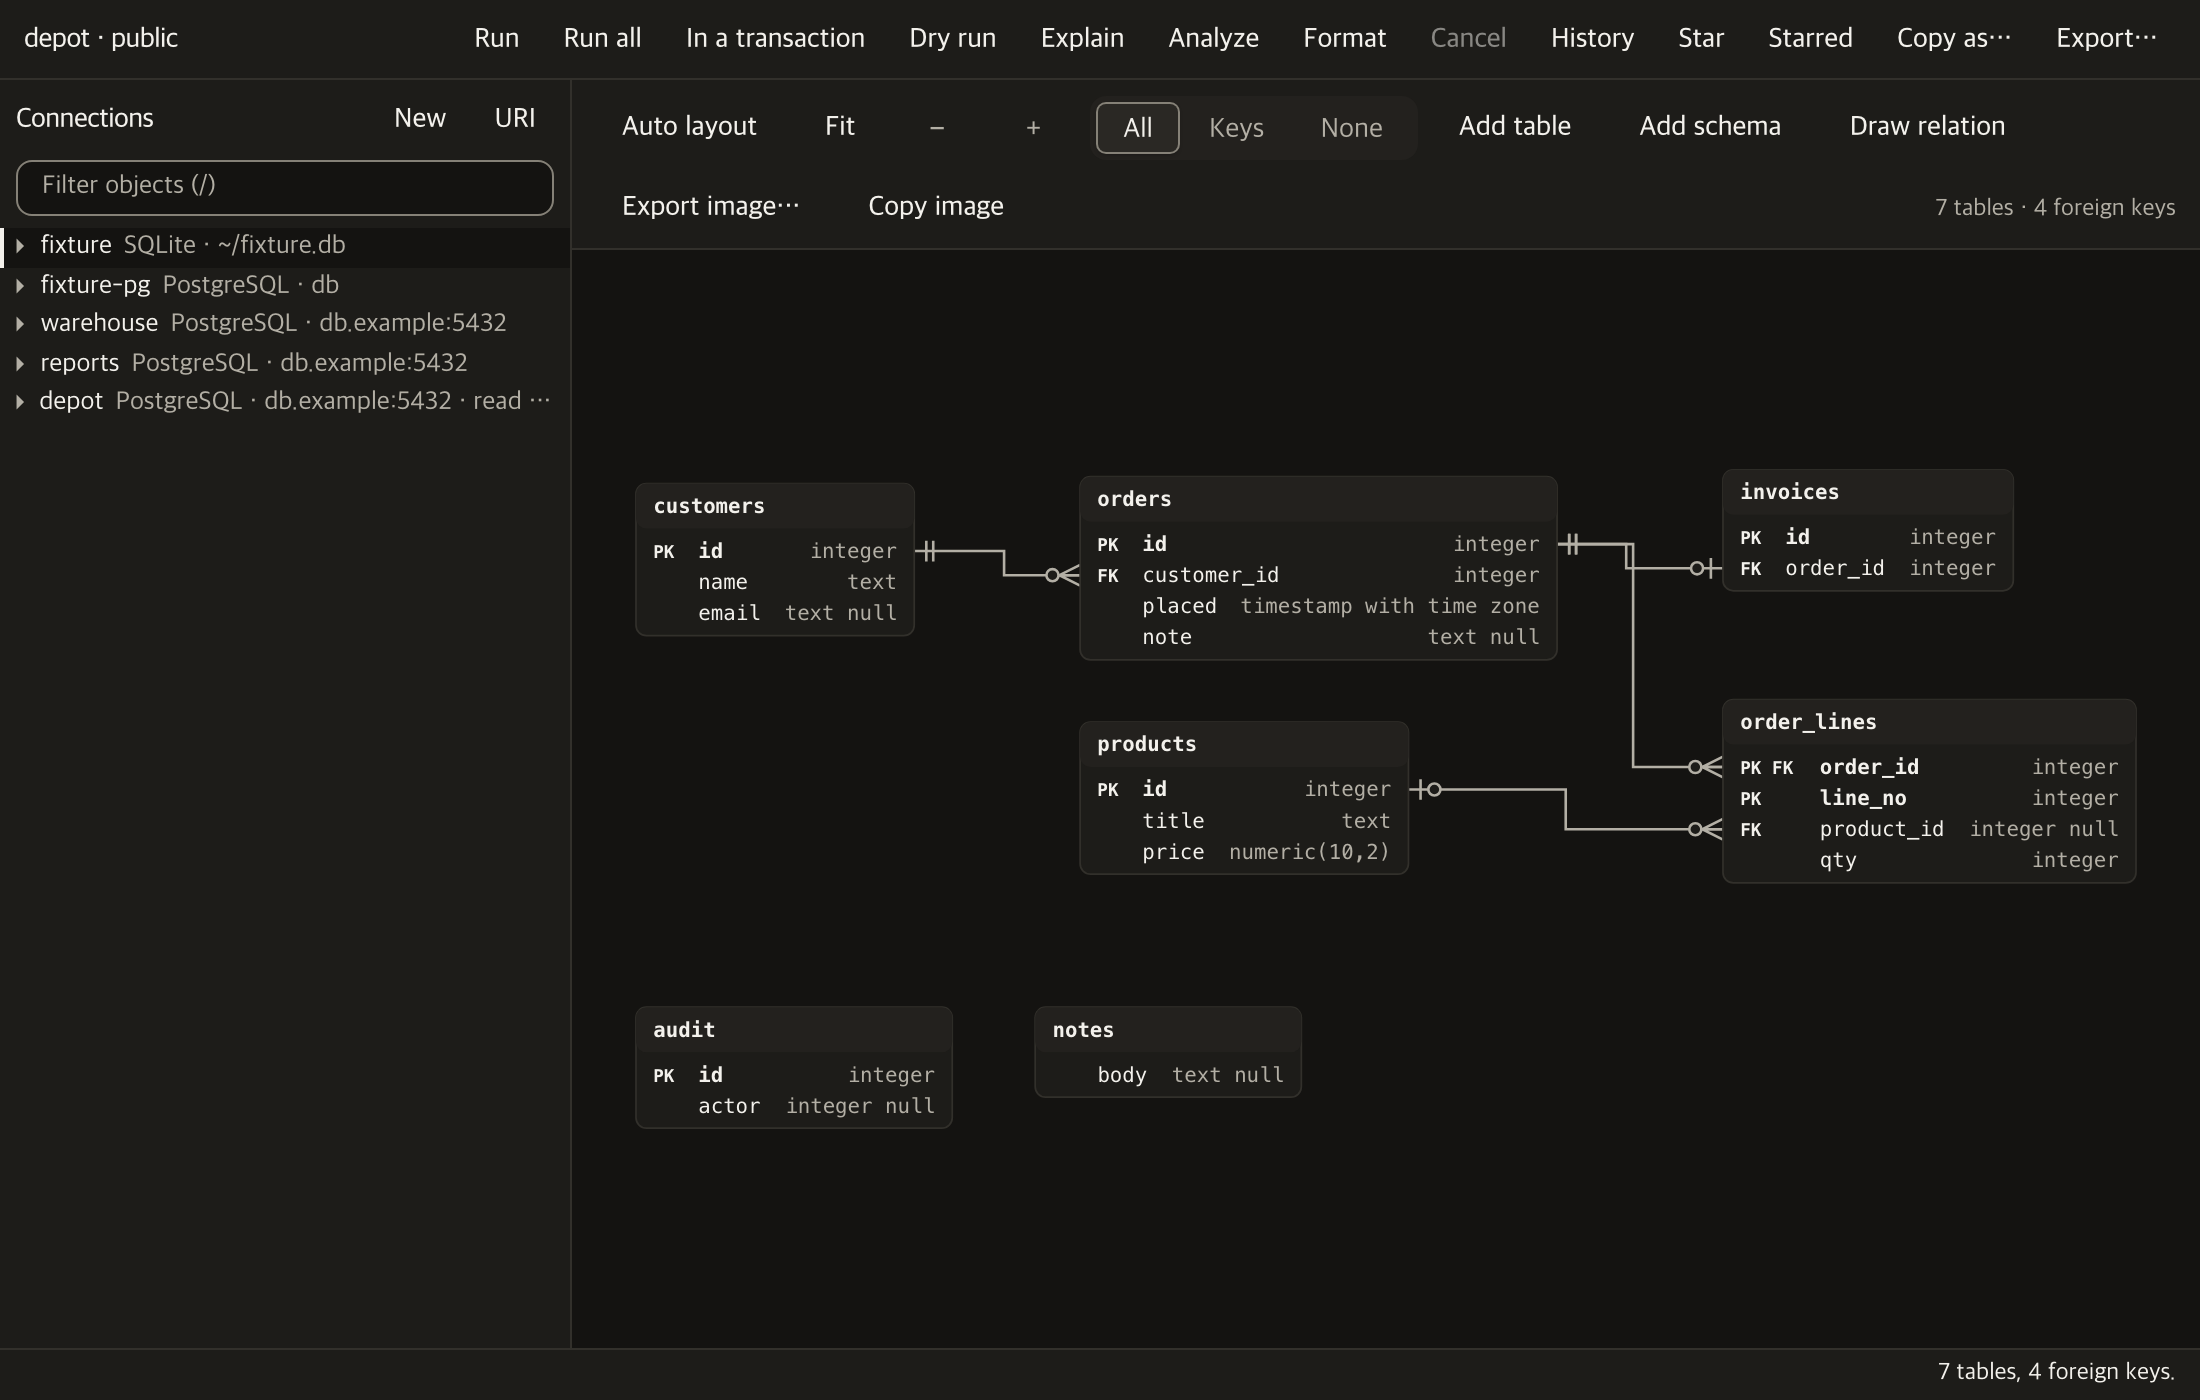 depot · public Run Run all In a transaction Dry run Explain Analyze Format Cancel History Star Starred Copy as… Export…
Connections New URI
Filter objects (/)
fixture SQLite · ~/fixture.db
fixture-pg PostgreSQL · db
warehouse PostgreSQL · db.example:5432
reports PostgreSQL · db.example:5432
depot PostgreSQL · db.example:5432 · read …
Auto layout Fit − + All Keys None Add table Add schema Draw relation
Export image… Copy image 7 tables · 4 foreign keys
customers
PK id integer
name text
email text null
orders
PK id integer
FK customer_id integer
placed timestamp with time zone
note text null
invoices
PK id integer
FK order_id integer
products
PK id integer
title text
price numeric(10,2)
order_lines
PK FK order_id integer
PK line_no integer
FK product_id integer null
qty integer
audit
PK id integer
actor integer null
notes
body text null
7 tables, 4 foreign keys.